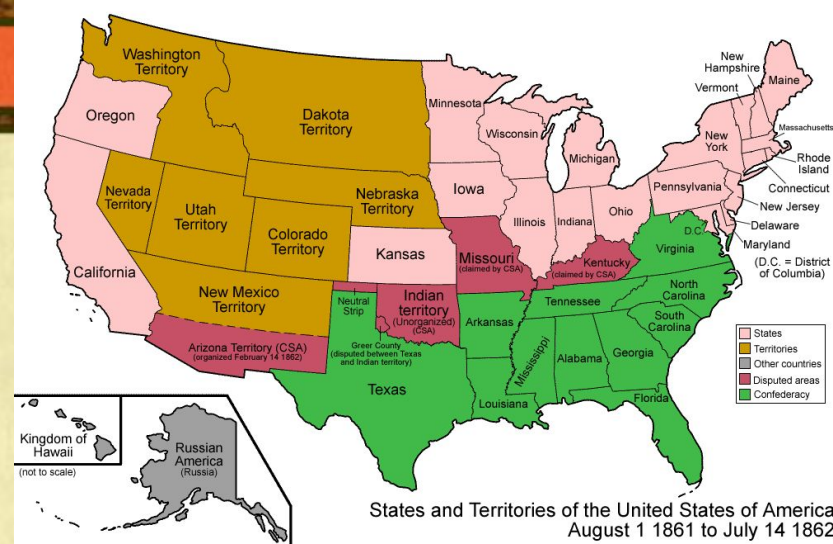 Washington
Territory
Oregon
Dakota
Territory
Minnesota
Wisconsin
Michigan
New
Hampshire
Vermont
Maine
Massachusetts
New
York
Rhode
Island
Connecticut
Pennsylvania
New Jersey
Delaware
Maryland
(D.C. = District
of Columbia)
D.C.
Nevada
Territory
Utah
Territory
Nebraska
Territory
Colorado
Territory
Iowa
Illinois
Indiana
Ohio
California
Kansas
Missouri
(claimed by CSA)
Kentucky
(claimed by CSA)
Virginia
New Mexico
Territory
Neutral
Strip
Indian
territory
(Unorganized)
(CSA)
Arkansas
Tennessee
North
Carolina
South
Carolina
Arizona Territory (CSA)
(organized February 14 1862)
Greer County
(disputed between Texas
and Indian territory)
Texas
Louisiana
Mississippi
Alabama
Georgia
Florida
States
Territories
Other countries
Disputed areas
Confederacy
Kingdom of
Hawaii
(not to scale)
Russian
America
(Russia)
States and Territories of the United States of America
August 1 1861 to July 14 1862